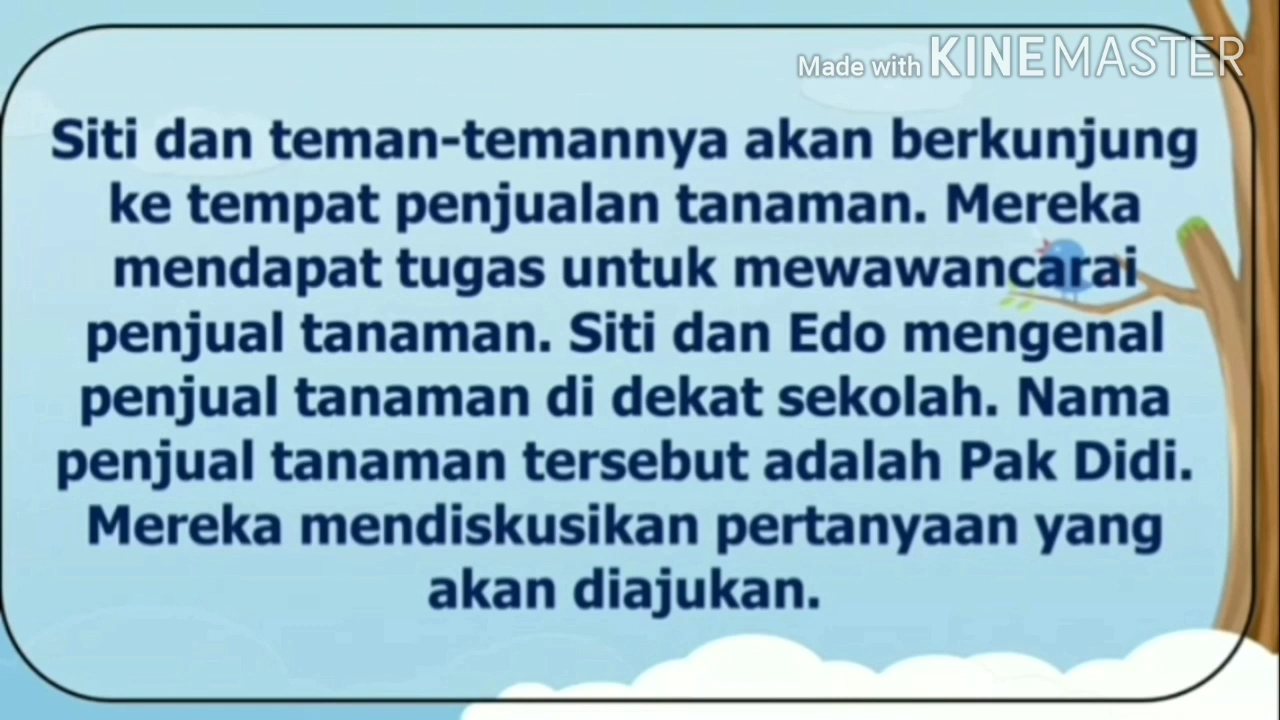 Made with KINEMASTER
Siti dan teman-temannya akan berkunjung
ke tempat penjualan tanaman. Mereka
mendapat tugas untuk mewawancarai
penjual tanaman. Siti dan Edo mengenal
penjual tanaman di dekat sekolah. Nama
penjual tanaman tersebut adalah Pak Didi.
Mereka mendiskusikan pertanyaan yang
akan diajukan.